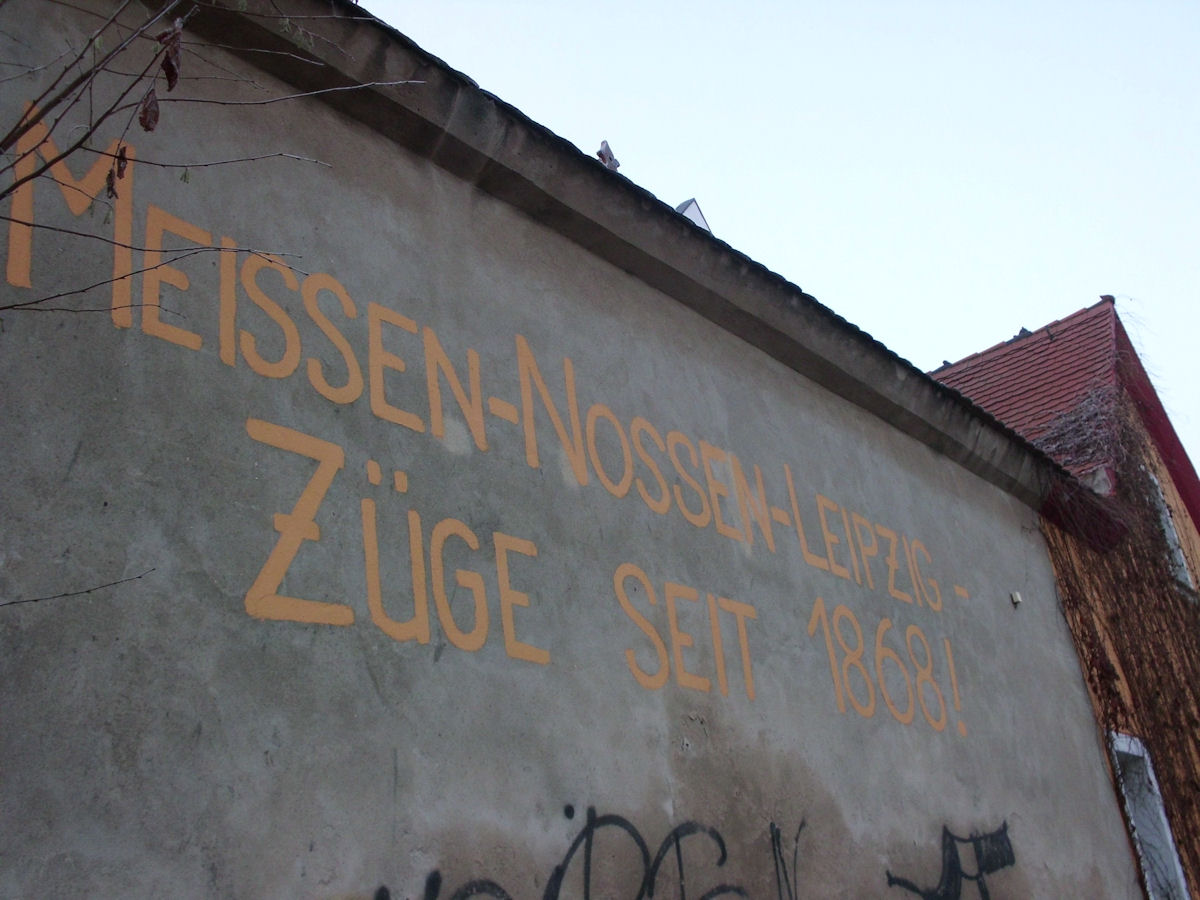 MEISSEN-NOSSEN-LEIPZIG -
ZÜGE SEIT 1868!